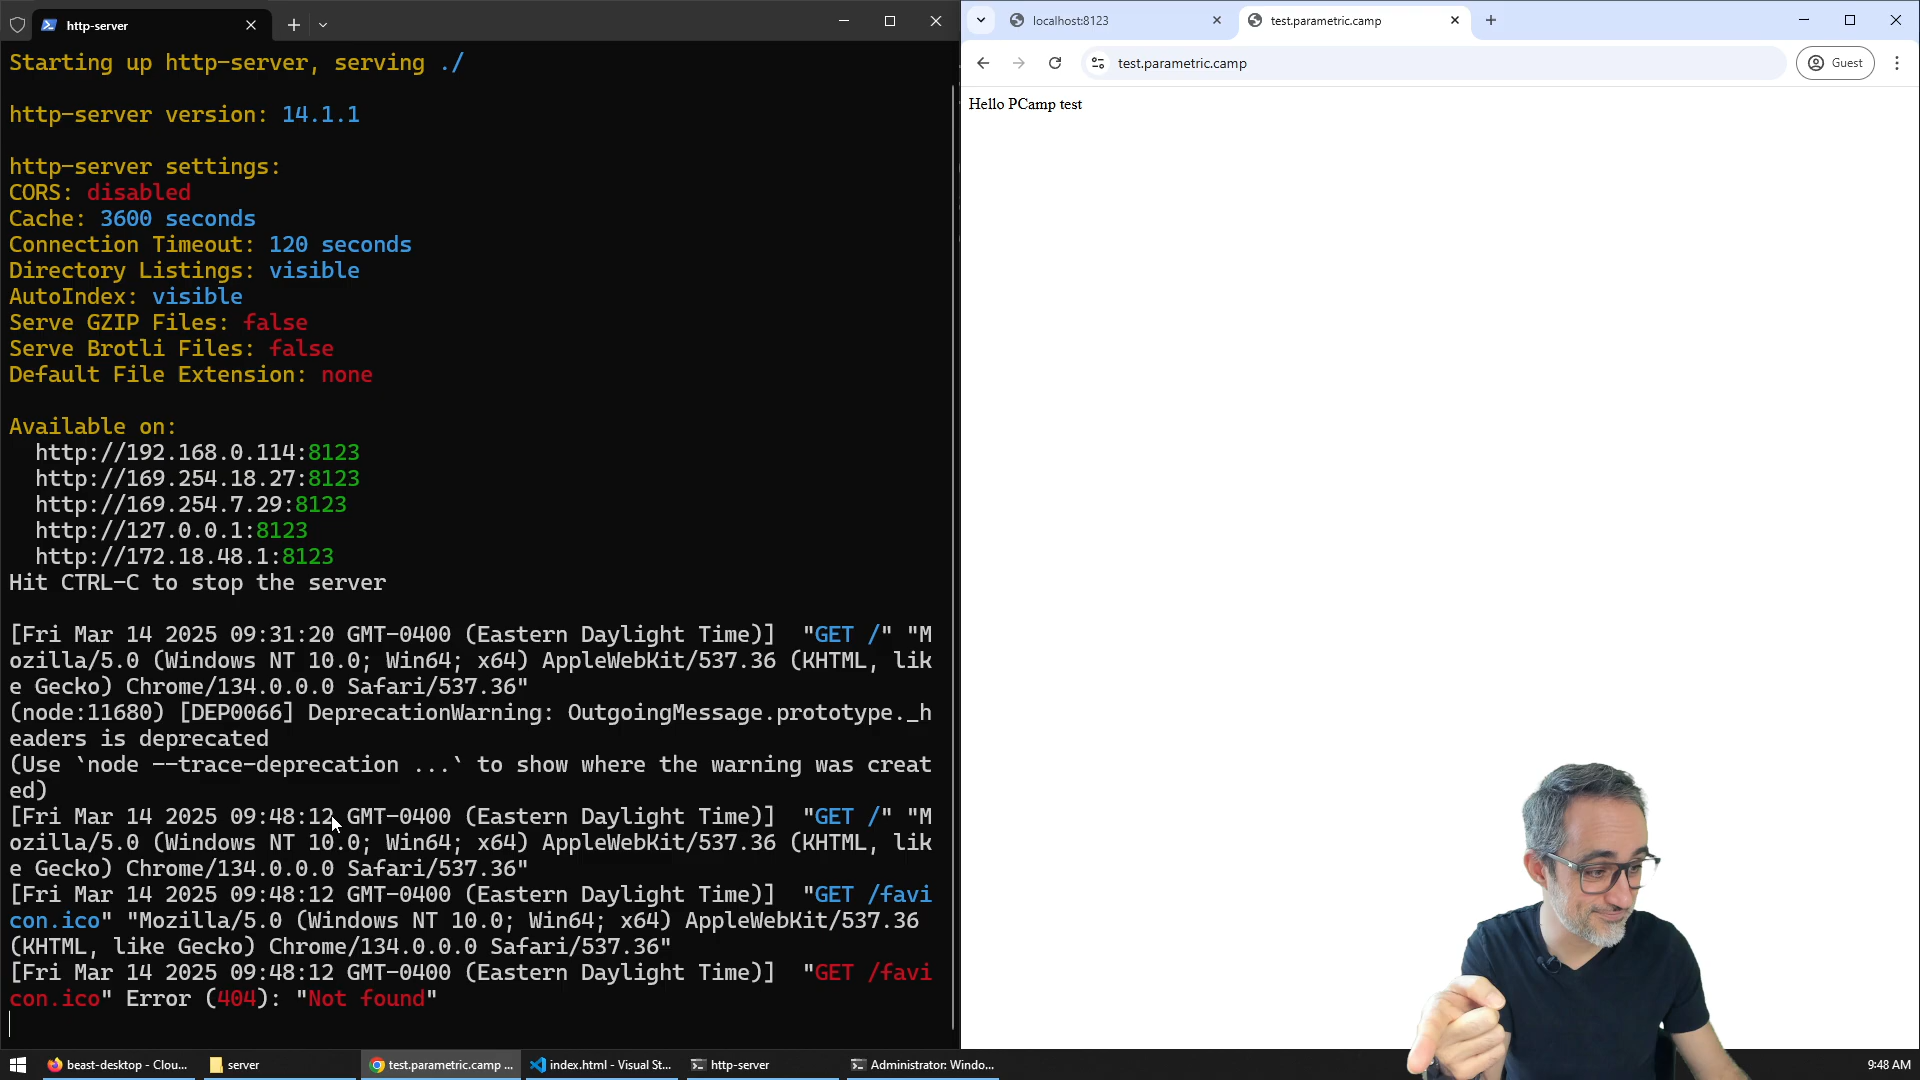 http-server
Starting up http-server, serving ./
http-server version: 14.1.1
http-server settings:
CORS: disabled
Cache: 3600 seconds
Connection Timeout: 120 seconds
Directory Listings: visible
AutoIndex: visible
Serve GZIP Files: false
Serve Brotli Files: false
Default File Extension: none
Available on:
http://192.168.0.114:8123
http://169.254.18.27:8123
http://169.254.7.29:8123
http://127.0.0.1:8123
http://172.18.48.1:8123
Hit CTRL-C to stop the server
[Fri Mar 14 2025 09:31:20 GMT-0400 (Eastern Daylight Time)]  "GET /" "M
ozilla/5.0 (Windows NT 10.0; Win64; x64) AppleWebKit/537.36 (KHTML, lik
e Gecko) Chrome/134.0.0.0 Safari/537.36"
(node:11680) [DEP0066] DeprecationWarning: OutgoingMessage.prototype._h
eaders is deprecated
(Use `node --trace-deprecation ...` to show where the warning was creat
ed)
[Fri Mar 14 2025 09:48:12 GMT-0400 (Eastern Daylight Time)]  "GET /" "M
ozilla/5.0 (Windows NT 10.0; Win64; x64) AppleWebKit/537.36 (KHTML, lik
e Gecko) Chrome/134.0.0.0 Safari/537.36"
[Fri Mar 14 2025 09:48:12 GMT-0400 (Eastern Daylight Time)]  "GET /favi
con.ico" "Mozilla/5.0 (Windows NT 10.0; Win64; x64) AppleWebKit/537.36
(KHTML, like Gecko) Chrome/134.0.0.0 Safari/537.36"
[Fri Mar 14 2025 09:48:12 GMT-0400 (Eastern Daylight Time)]  "GET /favi
con.ico" Error (404): "Not found"
localhost:8123
test.parametric.camp
test.parametric.camp
Guest
Hello PCamp test
beast-desktop - Clou...
server
test.parametric.camp ...
index.html - Visual St...
http-server
Administrator: Windo...
9:48 AM